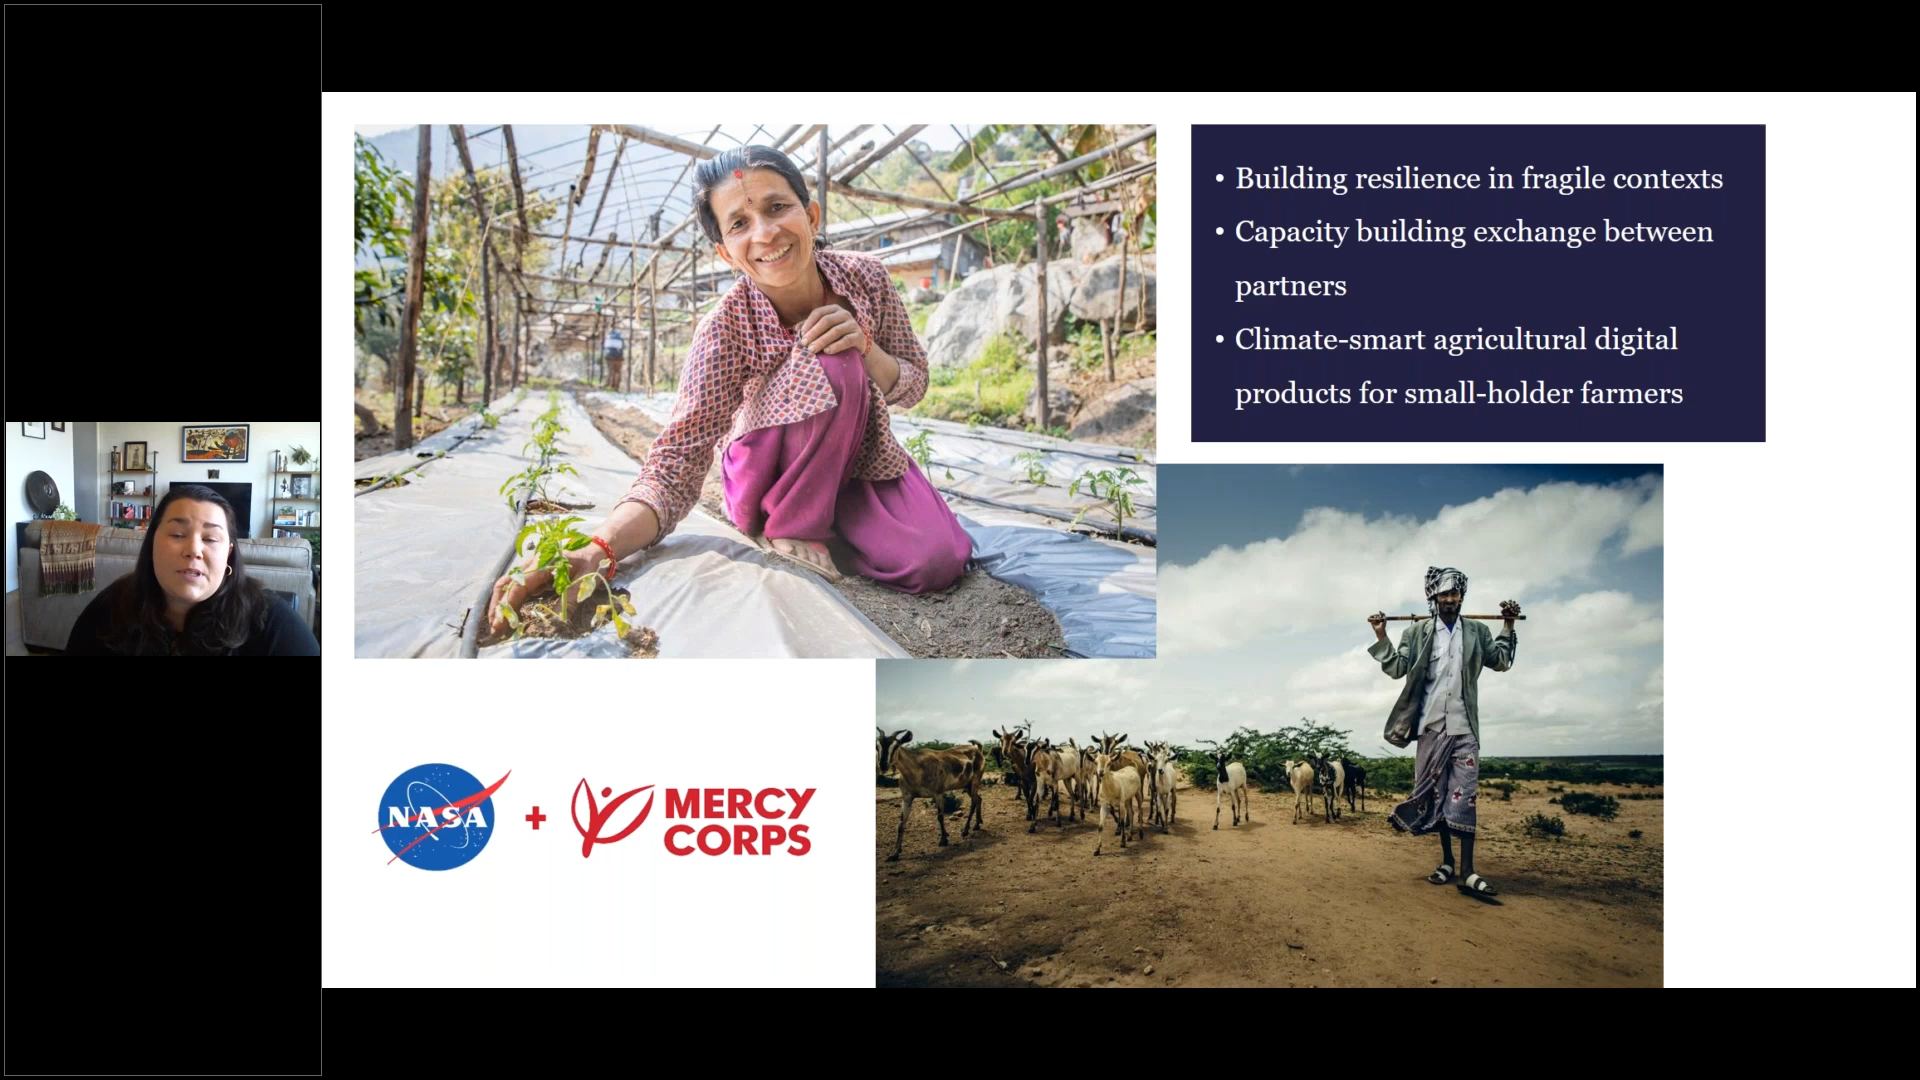 • Building resilience in fragile contexts
• Capacity building exchange between
partners
• Climate-smart agricultural digital
products for small-holder farmers
NASA + MERCY
CORPS